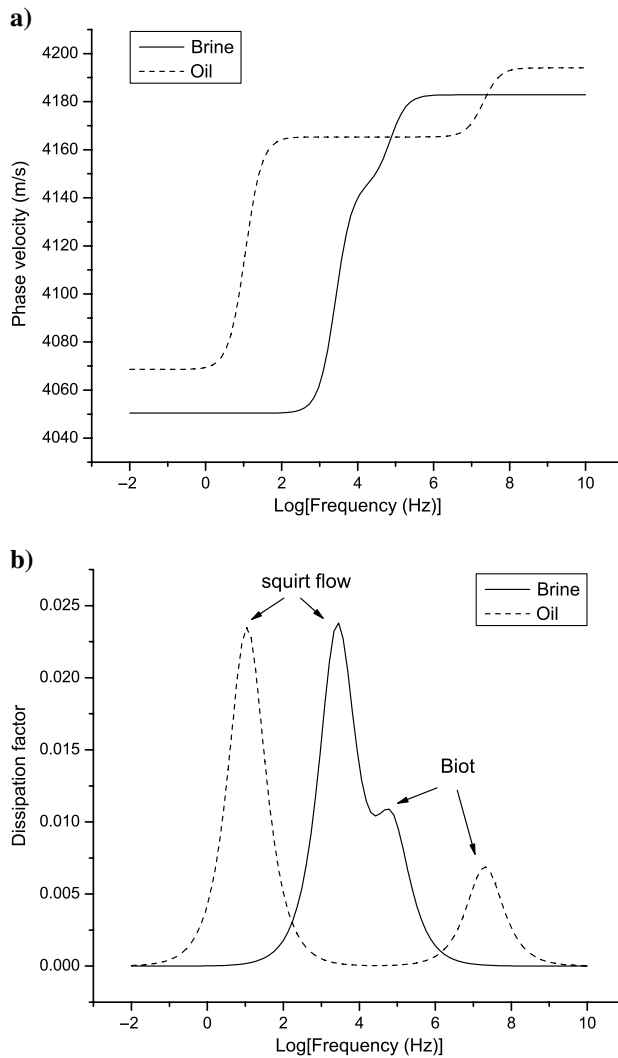 a)
Brine
Oil
4200
4180
4160
4140
4120
4100
4080
4060
4040
Phase velocity (m/s)
−2 0 2 4 6 8 10
Log[Frequency (Hz)]
b)
squirt flow
Brine
Oil
Biot
0.025
0.020
0.015
0.010
0.005
0.000
Dissipation factor
−2 0 2 4 6 8 10
Log[Frequency (Hz)]